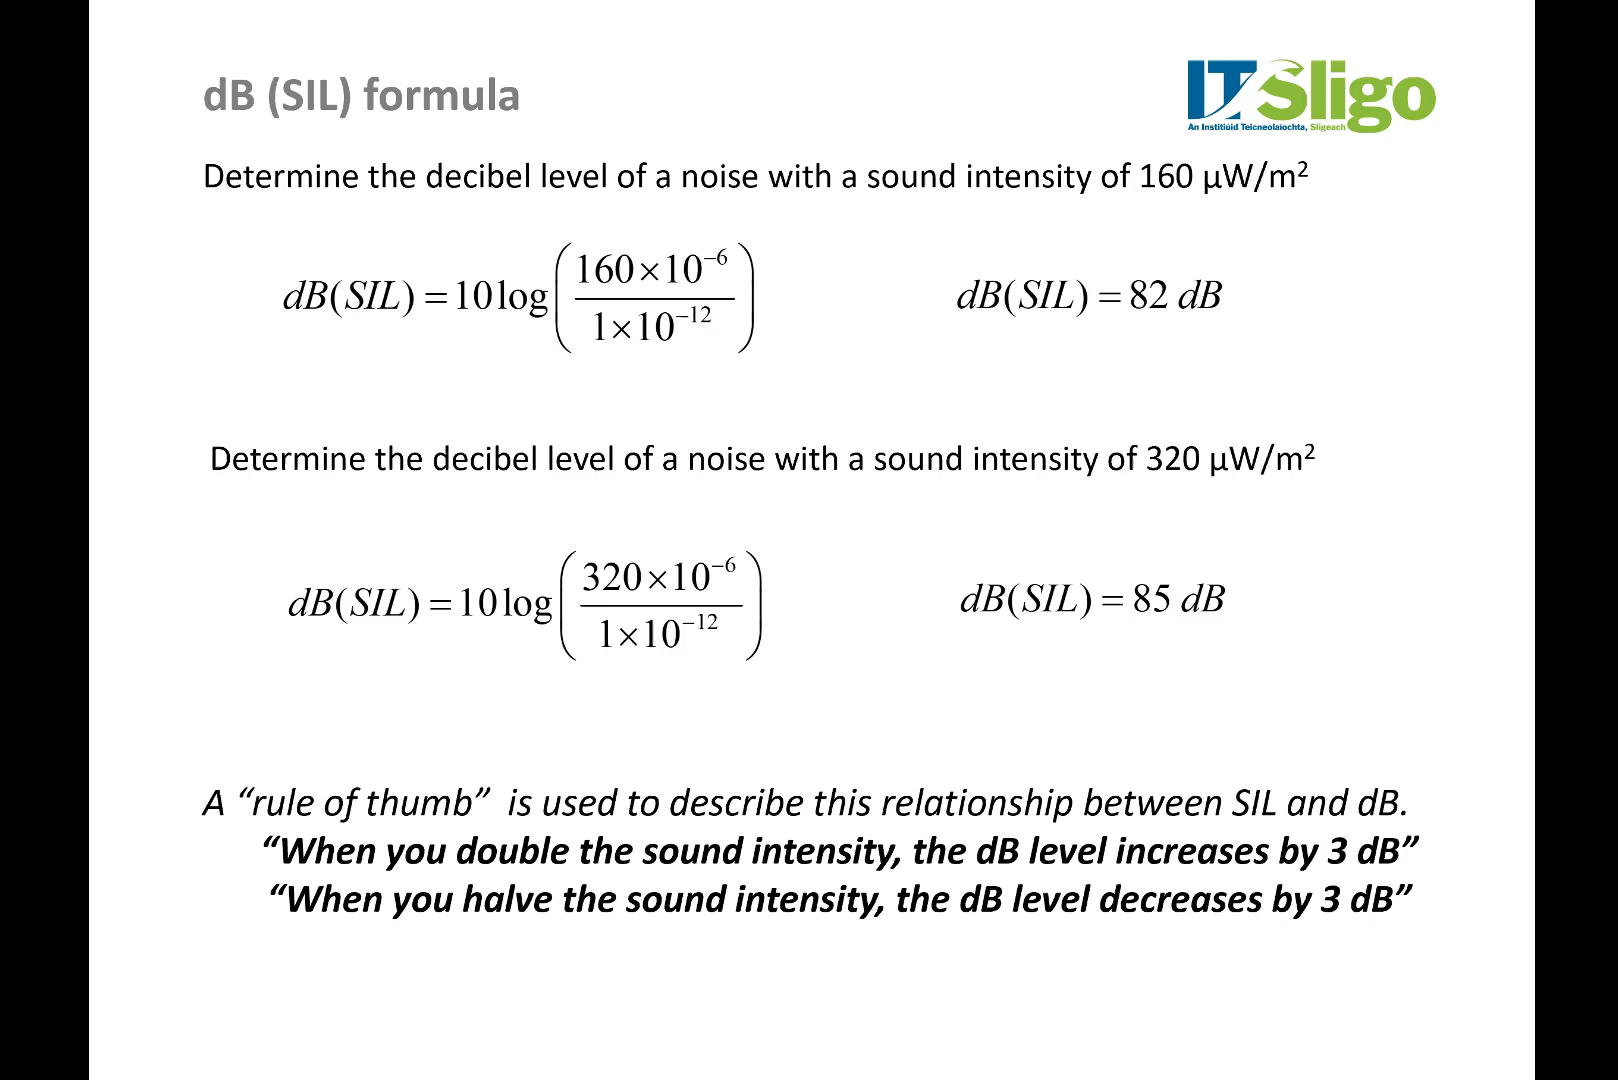 dB (SIL) formula
ITSligo
An Institiúid Teicneolaíochta, Sligeach
Determine the decibel level of a noise with a sound intensity of 160 µW/m²
dB(SIL) = 10 log(160×10⁻⁶ / 1×10⁻¹²)
dB(SIL) = 82 dB
Determine the decibel level of a noise with a sound intensity of 320 µW/m²
dB(SIL) = 10 log(320×10⁻⁶ / 1×10⁻¹²)
dB(SIL) = 85 dB
A “rule of thumb” is used to describe this relationship between SIL and dB.
“When you double the sound intensity, the dB level increases by 3 dB”
“When you halve the sound intensity, the dB level decreases by 3 dB”